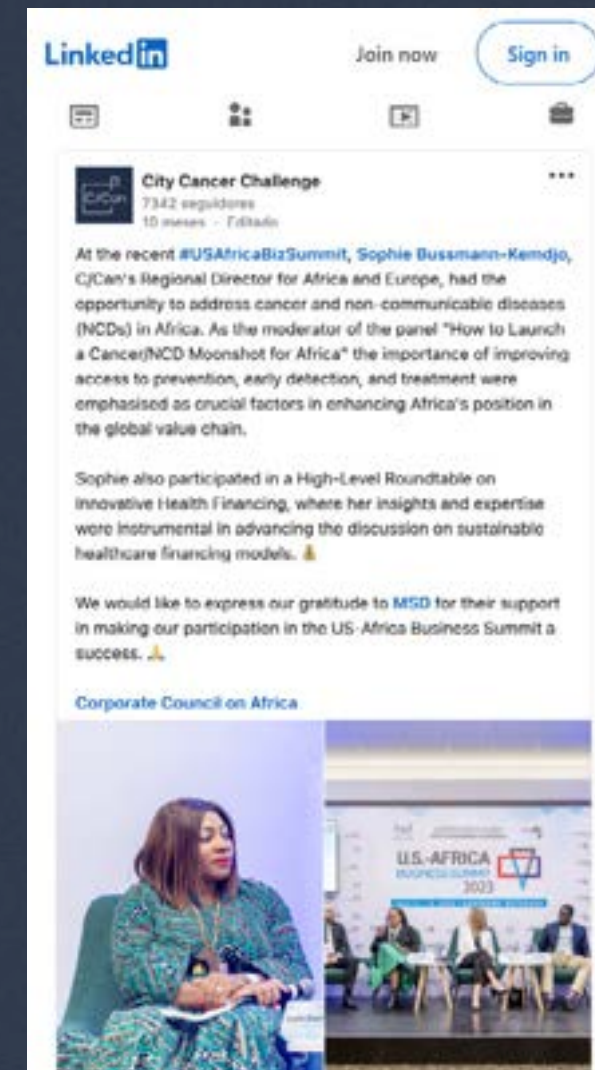 Linked in
Join now
Sign in
City Cancer Challenge
7342 seguidores
10 meses - Editado
At the recent #USAfricaBizSummit, Sophie Bussmann-Kemdjo,
C/Can's Regional Director for Africa and Europe, had the
opportunity to address cancer and non-communicable diseases
(NCDs) in Africa. As the moderator of the panel "How to Launch
a Cancer/NCD Moonshot for Africa" the importance of improving
access to prevention, early detection, and treatment were
emphasised as crucial factors in enhancing Africa's position in
the global value chain.
Sophie also participated in a High-Level Roundtable on
Innovative Health Financing, where her insights and expertise
were instrumental in advancing the discussion on sustainable
healthcare financing models.
We would like to express our gratitude to MSD for their support
in making our participation in the US-Africa Business Summit a
success.
Corporate Council on Africa
U.S.-AFRICA
BUSINESS SUMMIT
2023